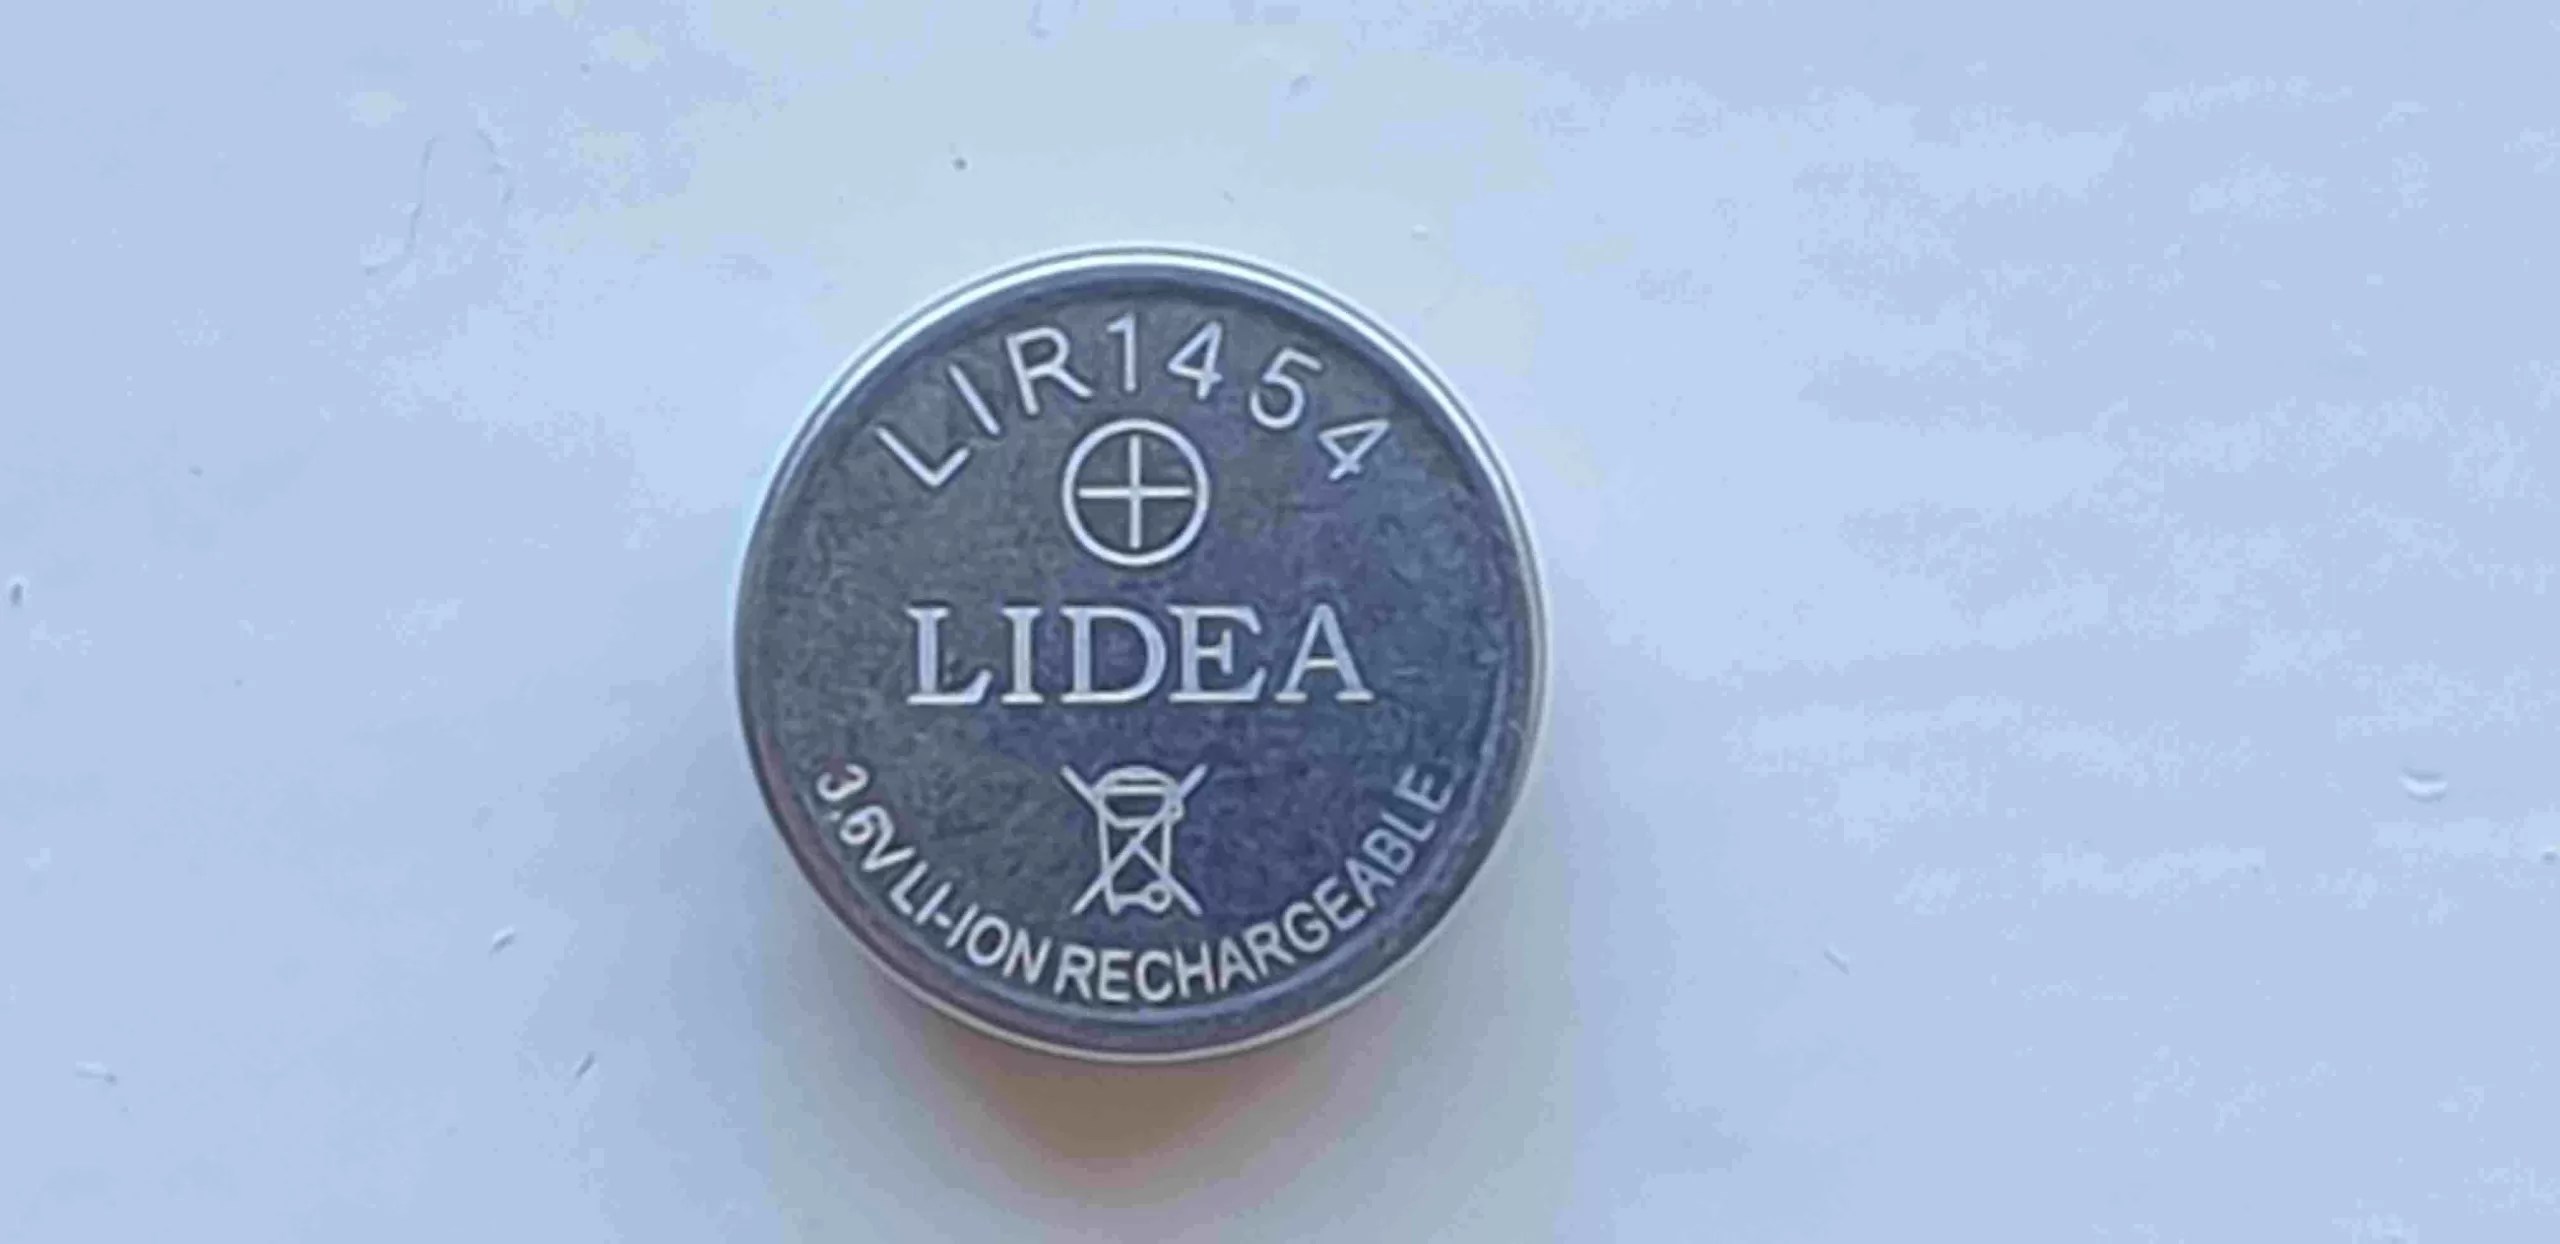 LIR1454
LIDEA
3.6V LI-ION RECHARGEABLE